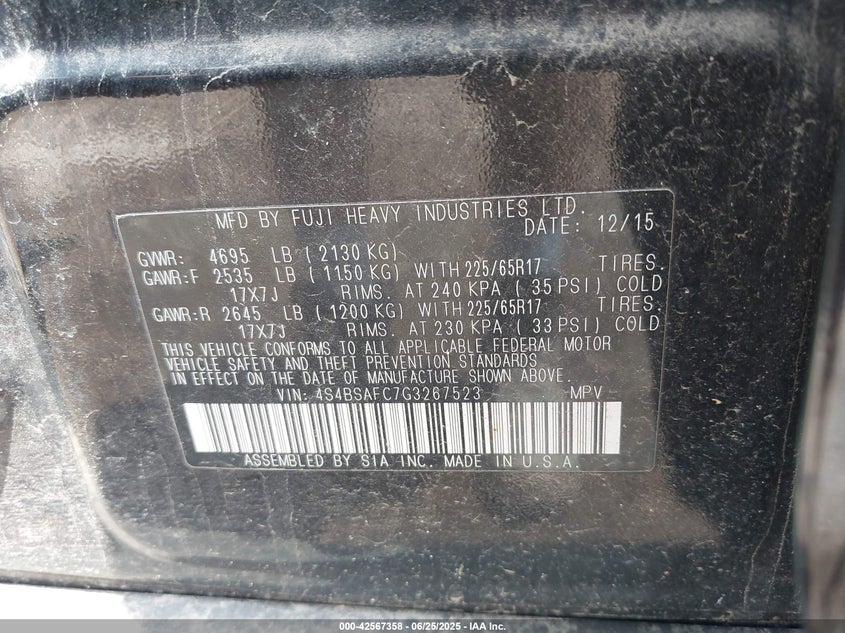 MFD BY FUJI HEAVY INDUSTRIES LTD.
DATE: 12/15
GVWR: 4695 LB ( 2130 KG)
GAWR:F 2535 LB ( 1150 KG) WITH 225/65R17 TIRES.
17X7J RIMS. AT 240 KPA ( 35 PSI) COLD
GAWR:R 2645 LB ( 1200 KG) WITH 225/65R17 TIRES.
17X7J RIMS. AT 230 KPA ( 33 PSI) COLD
THIS VEHICLE CONFORMS TO ALL APPLICABLE FEDERAL MOTOR
VEHICLE SAFETY AND THEFT PREVENTION STANDARDS
IN EFFECT ON THE DATE OF MANUFACTURE SHOWN ABOVE.
VIN: 4S4BSAFC7G3267523 MPV
ASSEMBLED BY SIA INC. MADE IN U.S.A.
000-42567358 - 06/25/2025 - IAA Inc.